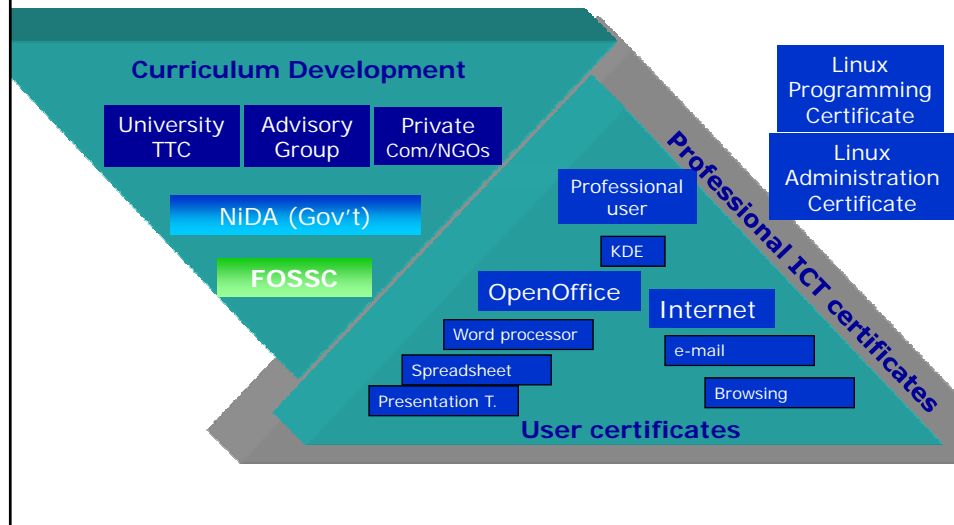 Curriculum Development
University
TTC
Advisory
Group
Private
Com/NGOs
NiDA (Gov't)
FOSSC
Linux
Programming
Certificate
Linux
Administration
Certificate
Professional ICT certificates
Professional
user
KDE
OpenOffice
Internet
Word processor
e-mail
Spreadsheet
Browsing
Presentation T.
User certificates